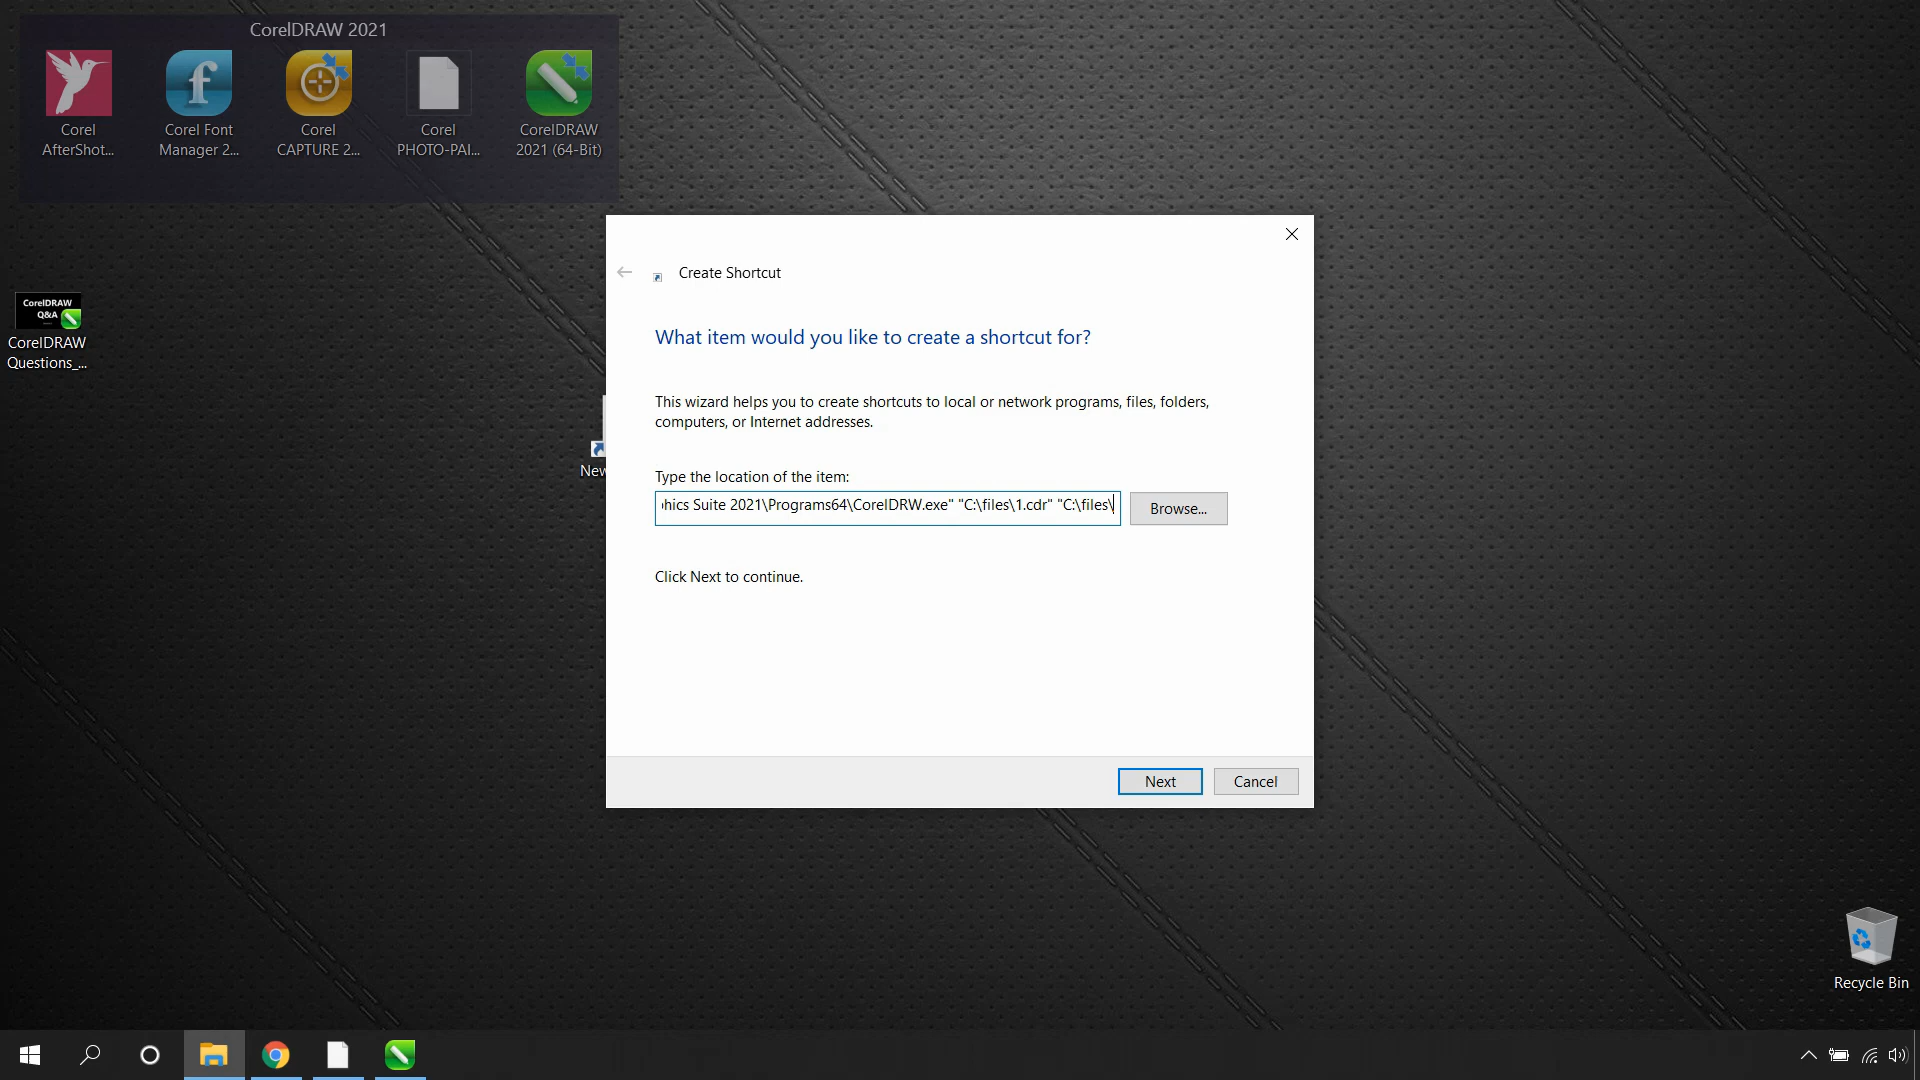 CorelDRAW 2021
Corel
AfterShot...
Corel Font
Manager 2...
Corel
CAPTURE 2...
Corel
PHOTO-PAI...
CorelDRAW
2021 (64-Bit)
CorelDRAW
Q&A
CorelDRAW
Questions_...
New
Create Shortcut
What item would you like to create a shortcut for?
This wizard helps you to create shortcuts to local or network programs, files, folders,
computers, or Internet addresses.
Type the location of the item:
hics Suite 2021\Programs64\CorelDRW.exe" "C:\files\1.cdr" "C:\files\
Browse...
Click Next to continue.
Next
Cancel
Recycle Bin